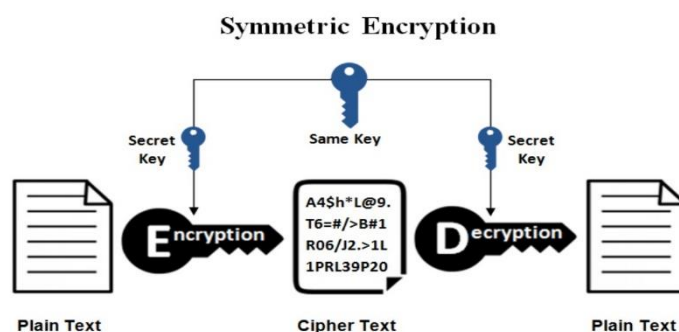 Symmetric Encryption
Secret
Key
Same Key
Secret
Key
Encryption
A4$h*L@9.
T6=#/>B#1
R06/J2.>1L
1PRL39P20
Decryption
Plain Text
Cipher Text
Plain Text